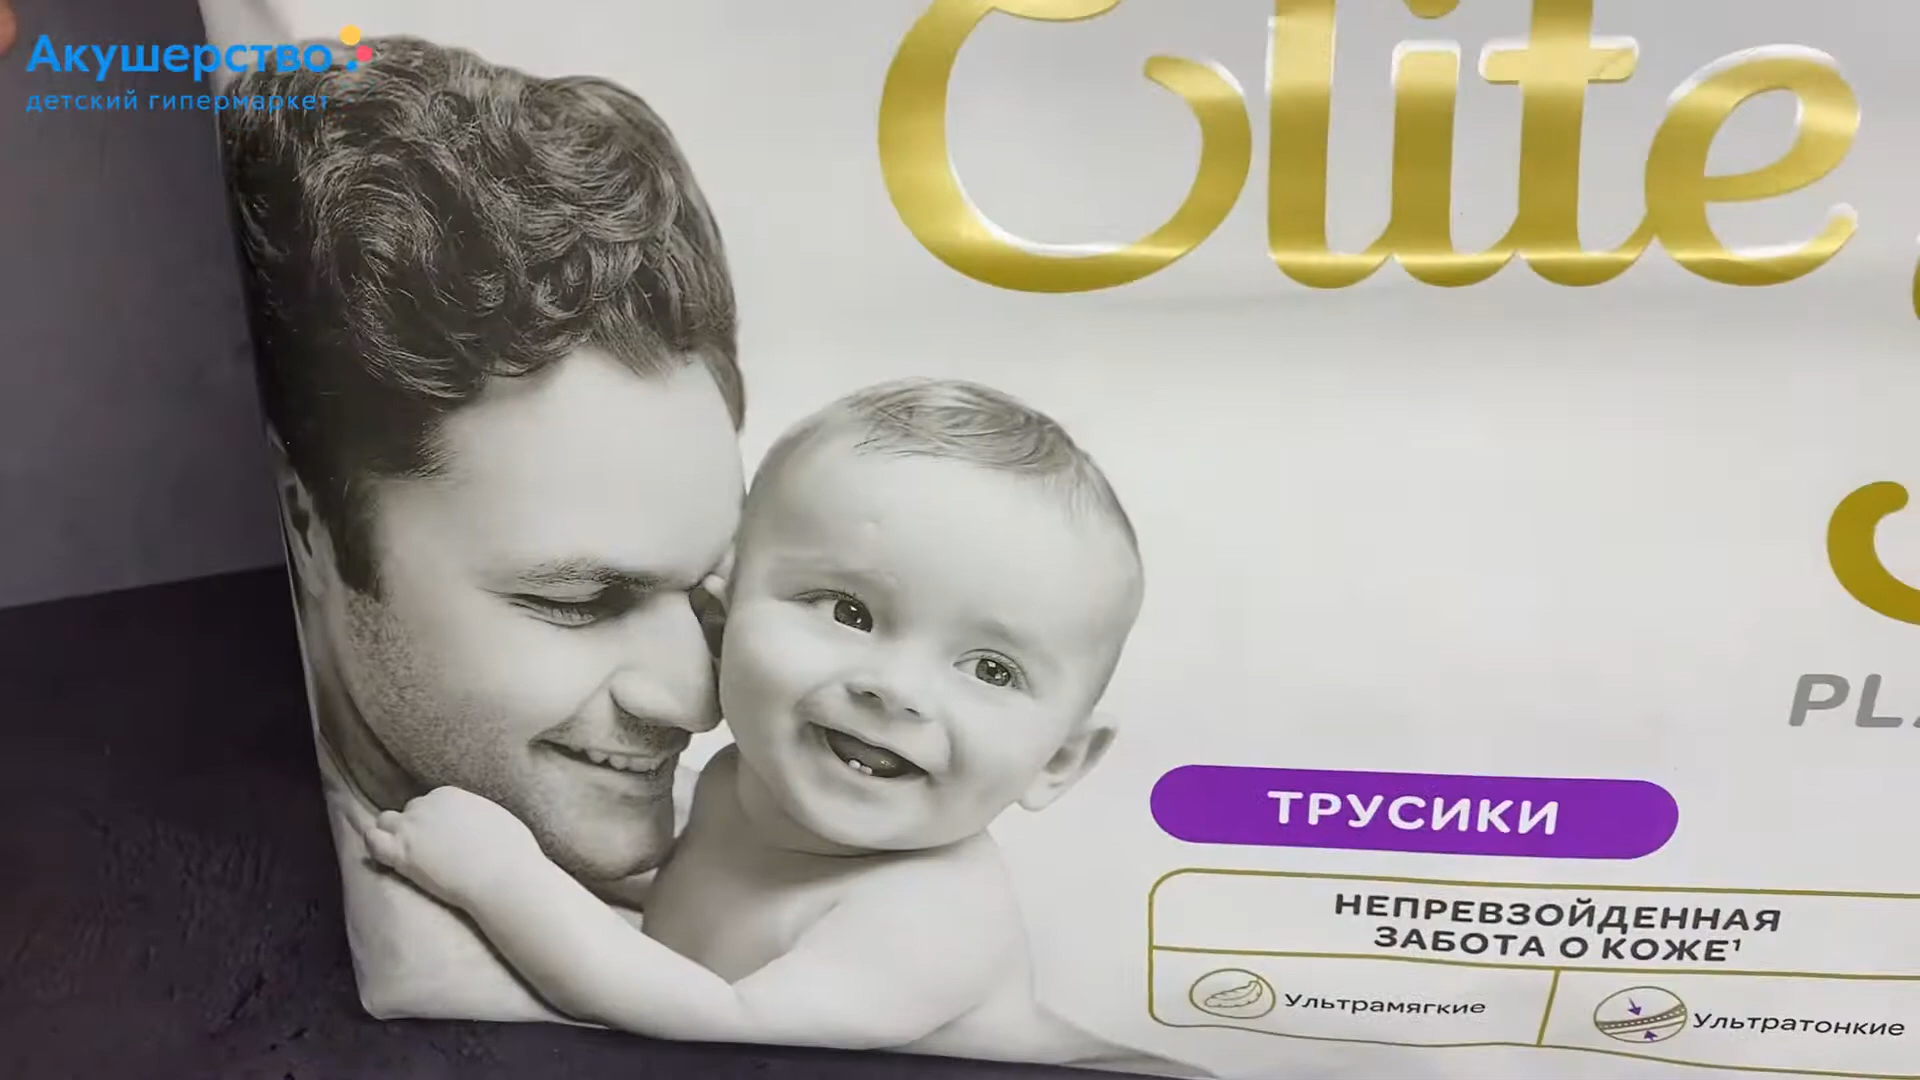 Акушерство
детский гипермаркет
Elite
PL
ТРУСИКИ
НЕПРЕВЗОЙДЕННАЯ
ЗАБОТА О КОЖЕ¹
Ультрамягкие
Ультратонкие